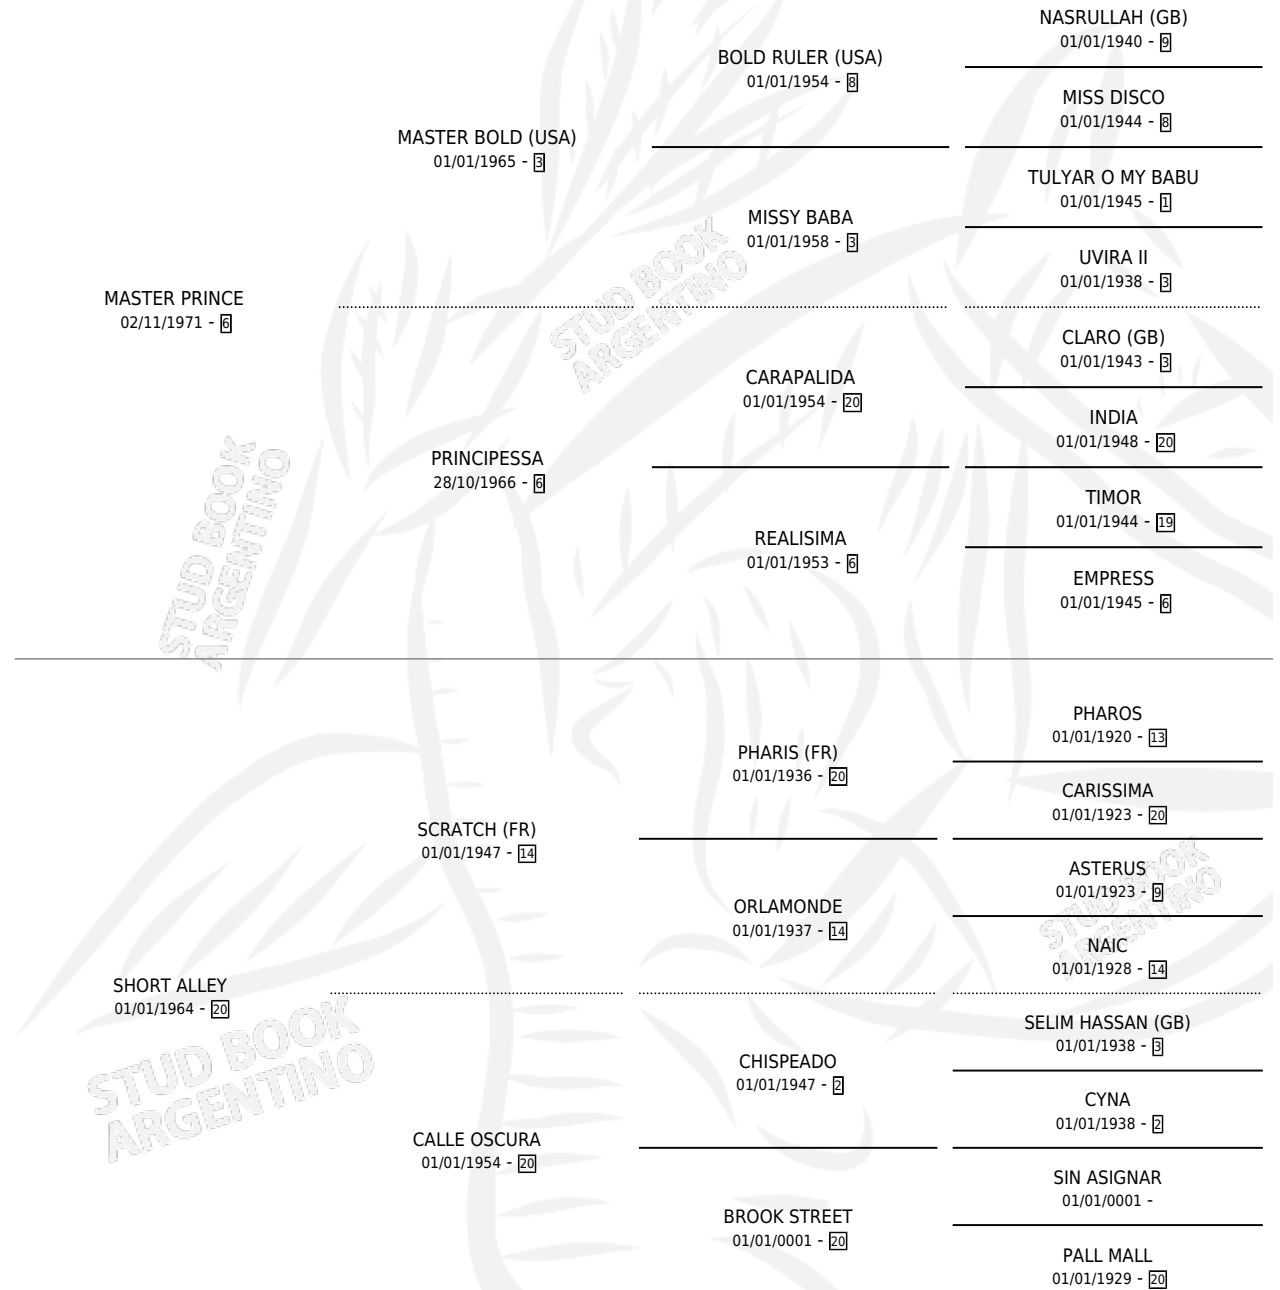 NASRULLAH (GB)
01/01/1940 - 9
BOLD RULER (USA)
01/01/1954 - 8
MISS DISCO
01/01/1944 - 8
MASTER BOLD (USA)
01/01/1965 - 3
TULYAR O MY BABU
01/01/1945 - 1
MISSY BABA
01/01/1958 - 3
UVIRA II
01/01/1938 - 3
MASTER PRINCE
02/11/1971 - 6
CLARO (GB)
01/01/1943 - 3
CARAPALIDA
01/01/1954 - 20
INDIA
01/01/1948 - 20
PRINCIPESSA
28/10/1966 - 6
TIMOR
01/01/1944 - 19
REALISIMA
01/01/1953 - 6
EMPRESS
01/01/1945 - 6
PHAROS
01/01/1920 - 13
PHARIS (FR)
01/01/1936 - 20
CARISSIMA
01/01/1923 - 20
SCRATCH (FR)
01/01/1947 - 14
ASTERUS
01/01/1923 - 9
ORLAMONDE
01/01/1937 - 14
NAIC
01/01/1928 - 14
SHORT ALLEY
01/01/1964 - 20
SELIM HASSAN (GB)
01/01/1938 - 3
CHISPEADO
01/01/1947 - 2
CYNA
01/01/1938 - 2
CALLE OSCURA
01/01/1954 - 20
SIN ASIGNAR
01/01/0001 -
BROOK STREET
01/01/0001 - 20
PALL MALL
01/01/1929 - 20
STUD BOOK
ARGENTINO
STUD BOOK
ARGENTINO
STUD BOOK
ARGENTINO
STUD BOOK
ARGENTINO